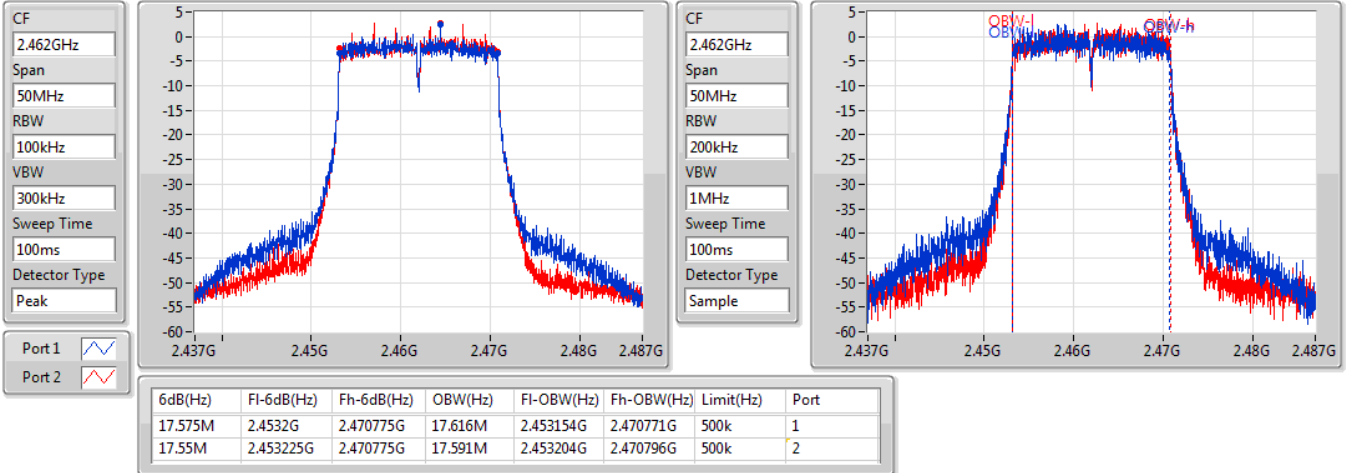 CF
2.462GHz
Span
50MHz
RBW
100kHz
VBW
300kHz
Sweep Time
100ms
Detector Type
Peak
Port 1
Port 2
5
0
-5
-10
-15
-20
-25
-30
-35
-40
-45
-50
-55
-60
2.437G 2.45G 2.46G 2.47G 2.48G 2.487G
CF
2.462GHz
Span
50MHz
RBW
200kHz
VBW
1MHz
Sweep Time
100ms
Detector Type
Sample
5
0
-5
-10
-15
-20
-25
-30
-35
-40
-45
-50
-55
-60
OBW-l
OBW-h
2.437G 2.45G 2.46G 2.47G 2.48G 2.487G
6dB(Hz) Fl-6dB(Hz) Fh-6dB(Hz) OBW(Hz) Fl-OBW(Hz) Fh-OBW(Hz) Limit(Hz) Port
17.575M 2.4532G 2.470775G 17.616M 2.453154G 2.470771G 500k 1
17.55M 2.453225G 2.470775G 17.591M 2.453204G 2.470796G 500k 2